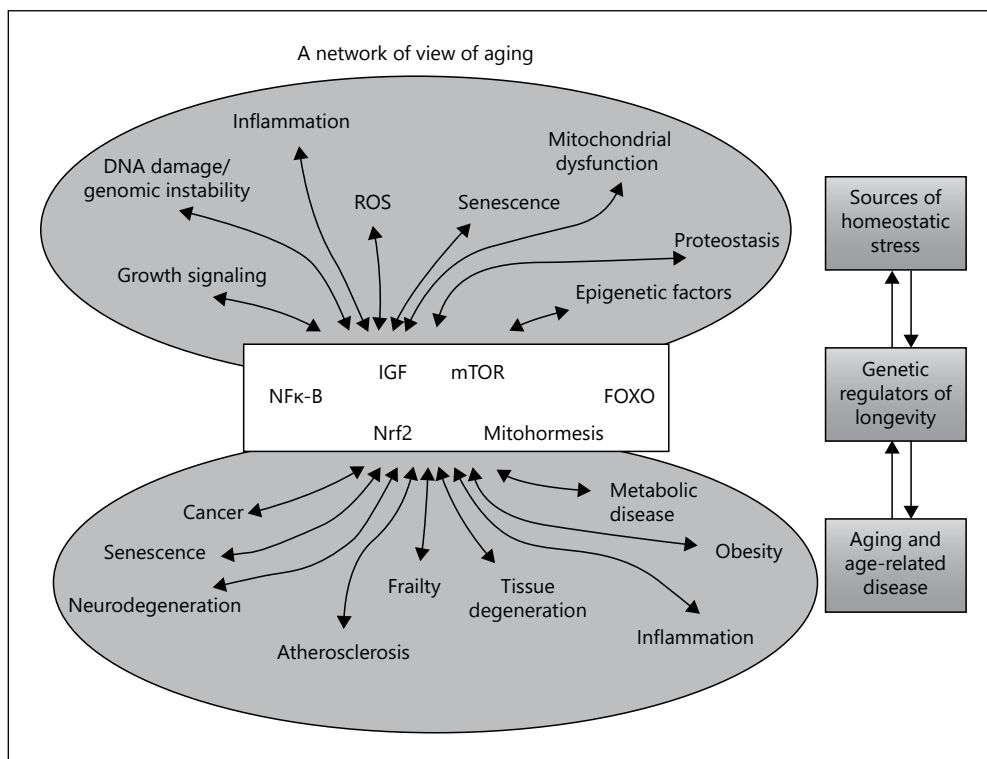 A network of view of aging
Inflammation
DNA damage/
genomic instability
ROS
Senescence
Mitochondrial
dysfunction
Proteostasis
Growth signaling
Epigenetic factors
IGF
mTOR
NFκ-B
FOXO
Nrf2
Mitohormesis
Cancer
Senescence
Neurodegeneration
Atherosclerosis
Frailty
Tissue
degeneration
Metabolic
disease
Obesity
Inflammation
Sources of
homeostatic
stress
Genetic
regulators of
longevity
Aging and
age-related
disease